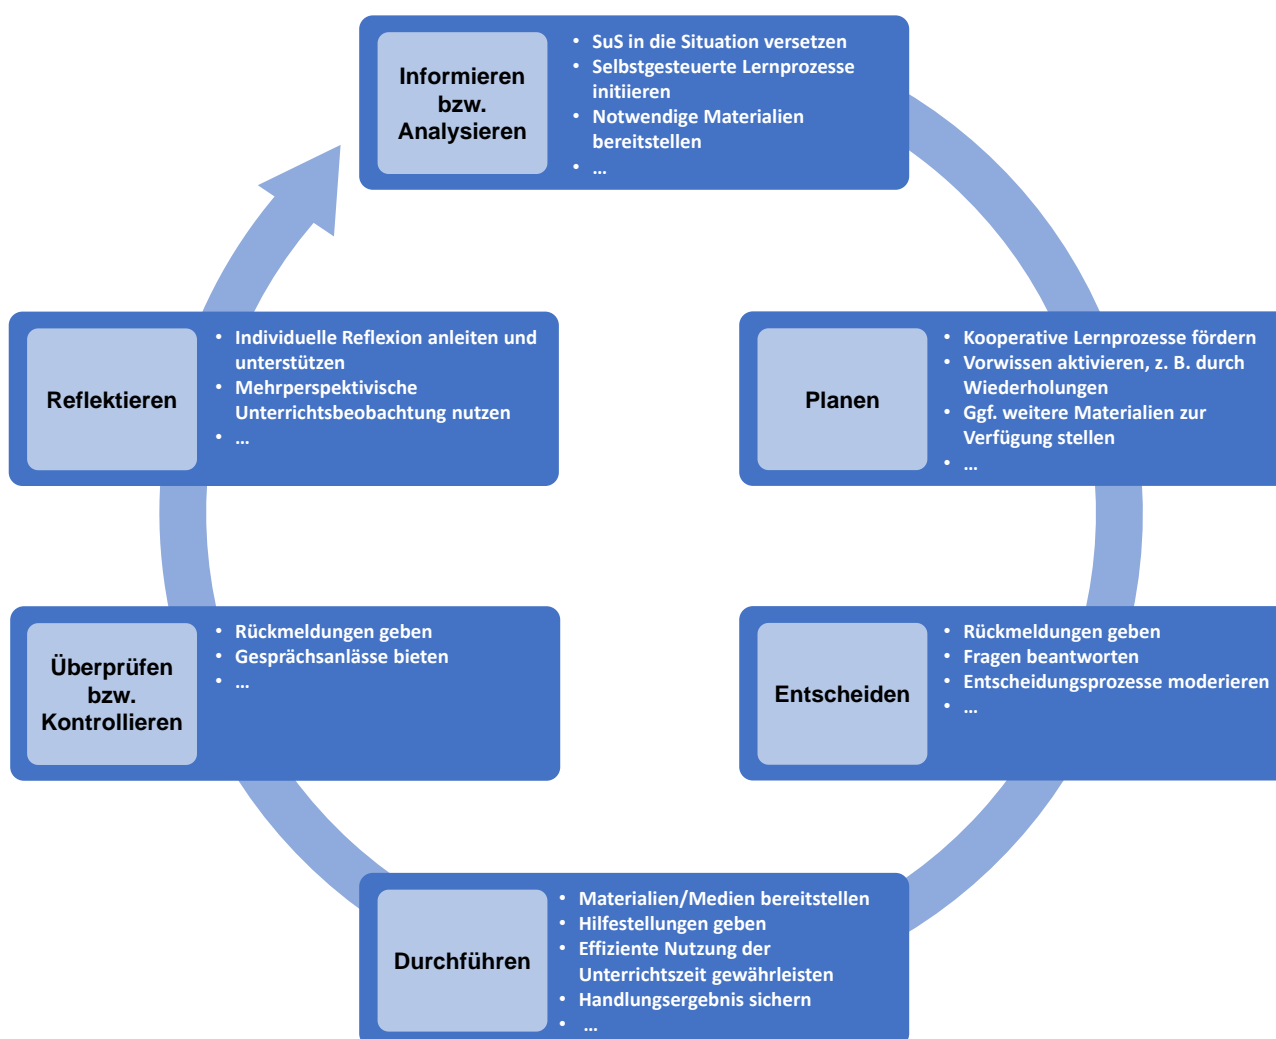 Informieren
bzw.
Analysieren
• SuS in die Situation versetzen
• Selbstgesteuerte Lernprozesse
initiieren
• Notwendige Materialien
bereitstellen
• ...
Planen
• Kooperative Lernprozesse fördern
• Vorwissen aktivieren, z. B. durch
Wiederholungen
• Ggf. weitere Materialien zur
Verfügung stellen
• ...
Entscheiden
• Rückmeldungen geben
• Fragen beantworten
• Entscheidungsprozesse moderieren
• ...
Durchführen
• Materialien/Medien bereitstellen
• Hilfestellungen geben
• Effiziente Nutzung der
Unterrichtszeit gewährleisten
• Handlungsergebnis sichern
• ...
Überprüfen
bzw.
Kontrollieren
• Rückmeldungen geben
• Gesprächsanlässe bieten
• ...
Reflektieren
• Individuelle Reflexion anleiten und
unterstützen
• Mehrperspektivische
Unterrichtsbeobachtung nutzen
• ...